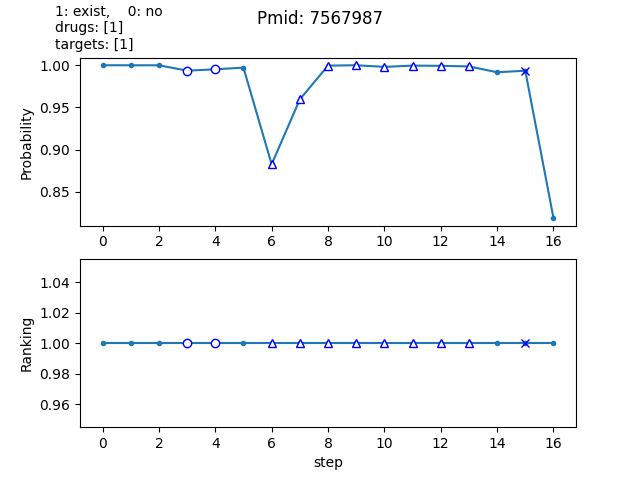 1: exist,    0: no
drugs: [1]
targets: [1]
Pmid: 7567987
Probability
1.00
0.95
0.90
0.85
0 2 4 6 8 10 12 14 16
Ranking
1.04
1.02
1.00
0.98
0.96
0 2 4 6 8 10 12 14 16
step